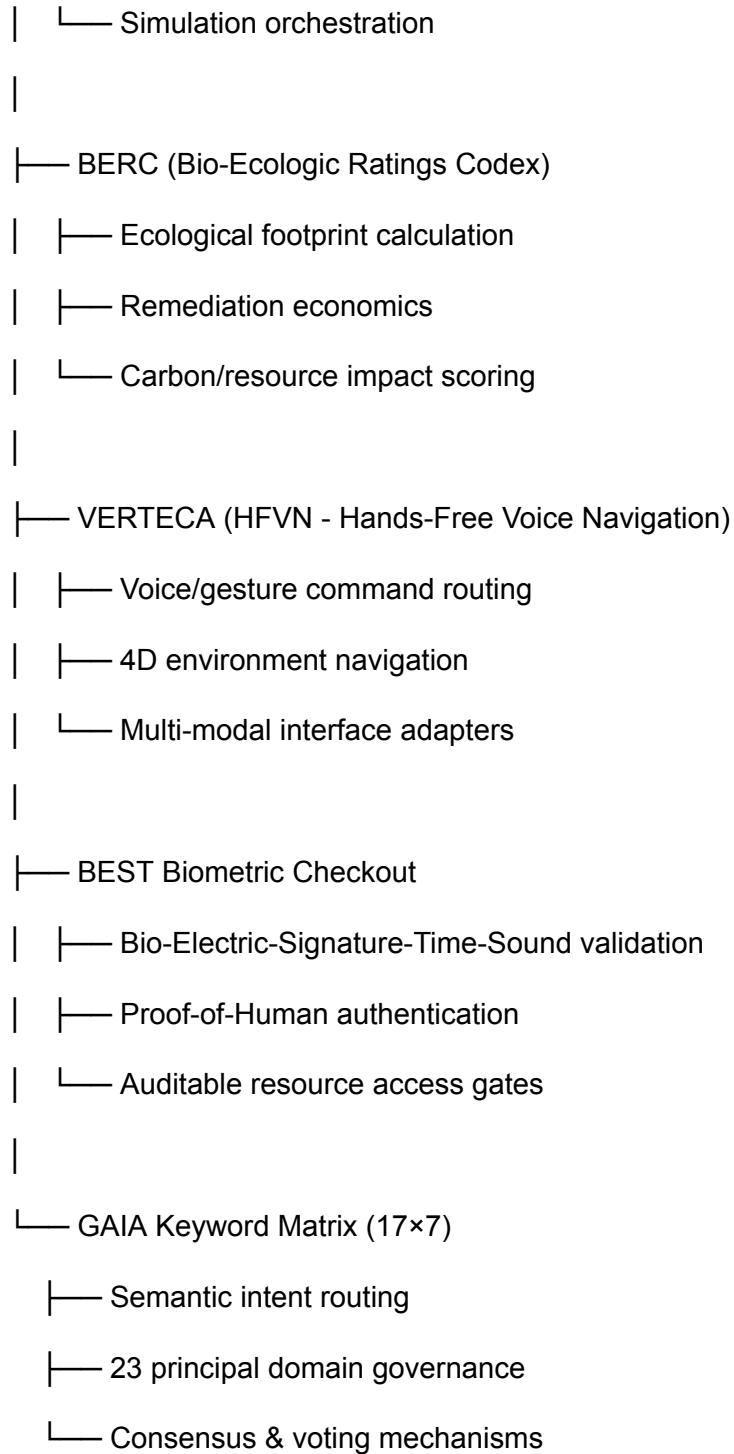 │ └── Simulation orchestration
│
├── BERC (Bio-Ecologic Ratings Codex)
│ ├── Ecological footprint calculation
│ ├── Remediation economics
│ └── Carbon/resource impact scoring
│
├── VERTECA (HFVN - Hands-Free Voice Navigation)
│ ├── Voice/gesture command routing
│ ├── 4D environment navigation
│ └── Multi-modal interface adapters
│
├── BEST Biometric Checkout
│ ├── Bio-Electric-Signature-Time-Sound validation
│ ├── Proof-of-Human authentication
│ └── Auditable resource access gates
│
└── GAIA Keyword Matrix (17×7)
├── Semantic intent routing
├── 23 principal domain governance
└── Consensus & voting mechanisms